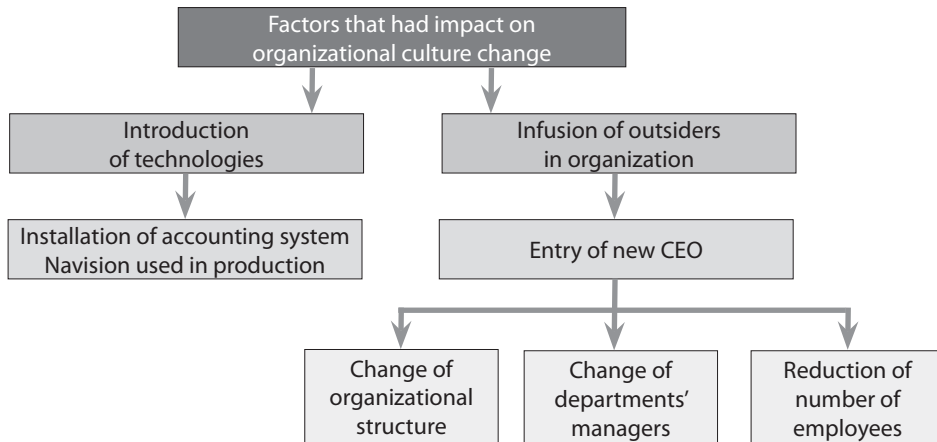 Factors that had impact on
organizational culture change
Introduction
of technologies
Infusion of outsiders
in organization
Installation of accounting system
Navision used in production
Entry of new CEO
Change of
organizational
structure
Change of
departments’
managers
Reduction of
number of
employees